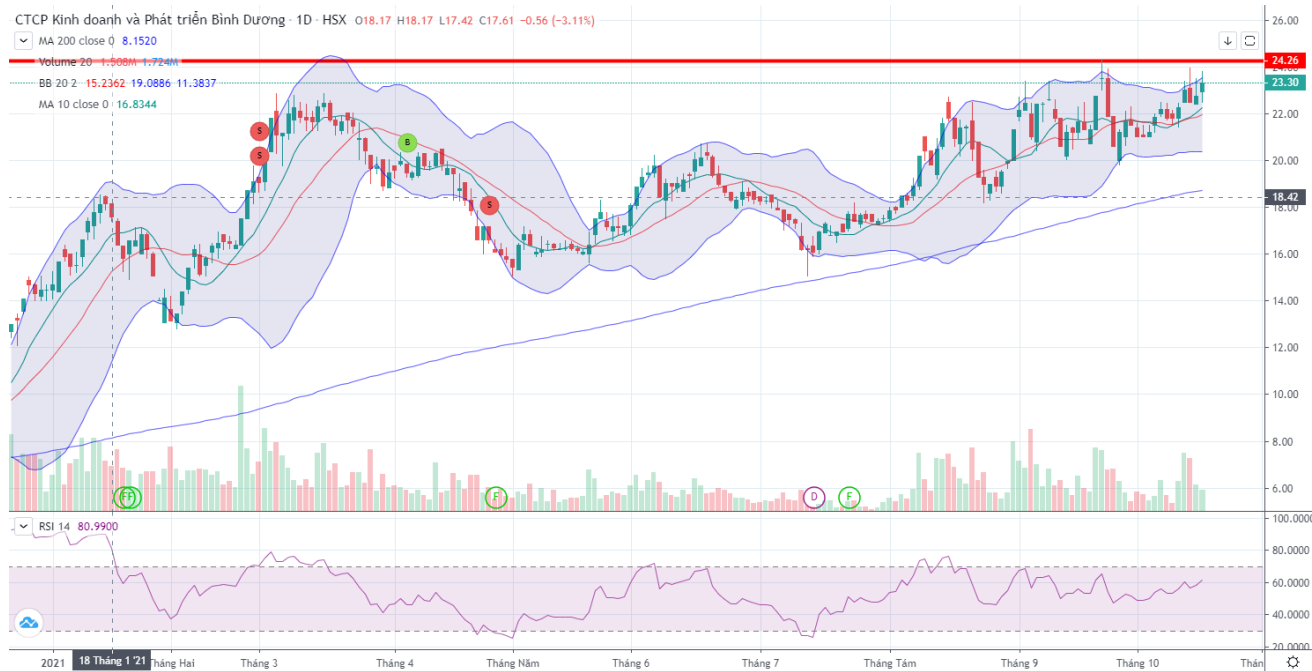 CTCP Kinh doanh và Phát triển Bình Dương · 1D · HSX O18.17 H18.17 L17.42 C17.61 −0.56 (−3.11%)
MA 200 close 0 8.1520
Volume 20 1.508M 1.724M
BB 20 2 15.2362 19.0886 11.3837
MA 10 close 0 16.8344
26.00
24.26
24.00
23.30
22.00
20.00
18.42
18.00
16.00
14.00
12.00
10.00
8.00
6.00
S
S
B
S
F
F
F
D
F
RSI 14 80.9900
100.0000
80.0000
60.0000
40.0000
20.0000
2021
18 Tháng 1 '21
Tháng Hai
Tháng 3
Tháng 4
Tháng Năm
Tháng 6
Tháng 7
Tháng Tám
Tháng 9
Tháng 10